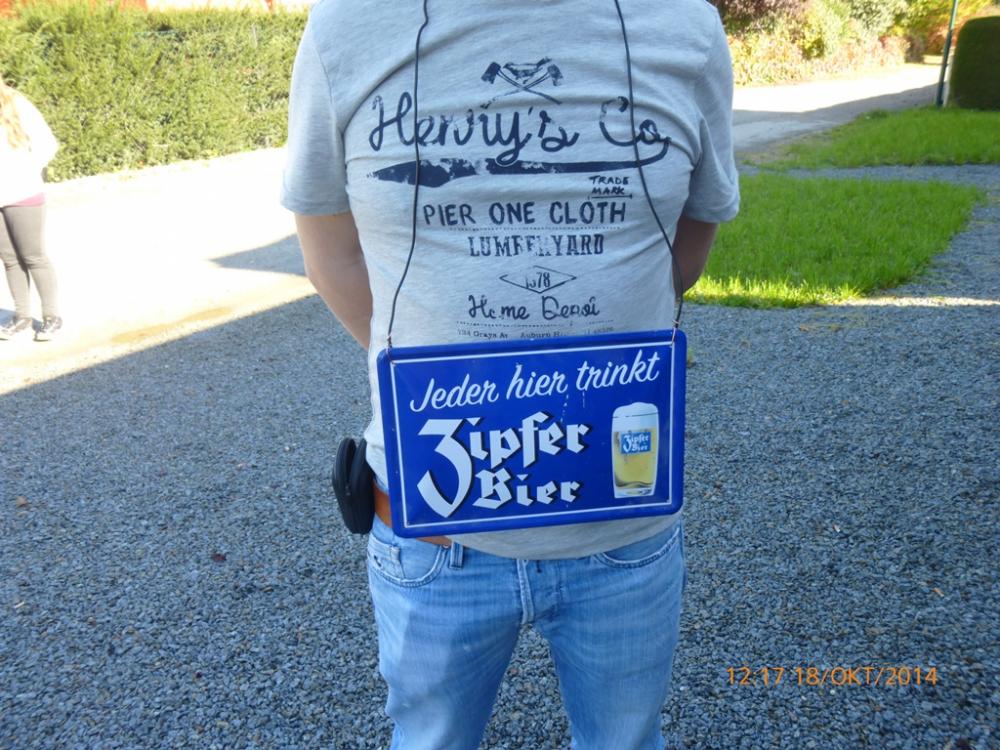 Henry's Co
TRADE
MARK
PIER ONE CLOTH
LUMBERYARD
1878
Home Depot
Jeder hier trinkt
Zipfer
Bier
Zipfer
Bier
12:17 18/OKT/2014